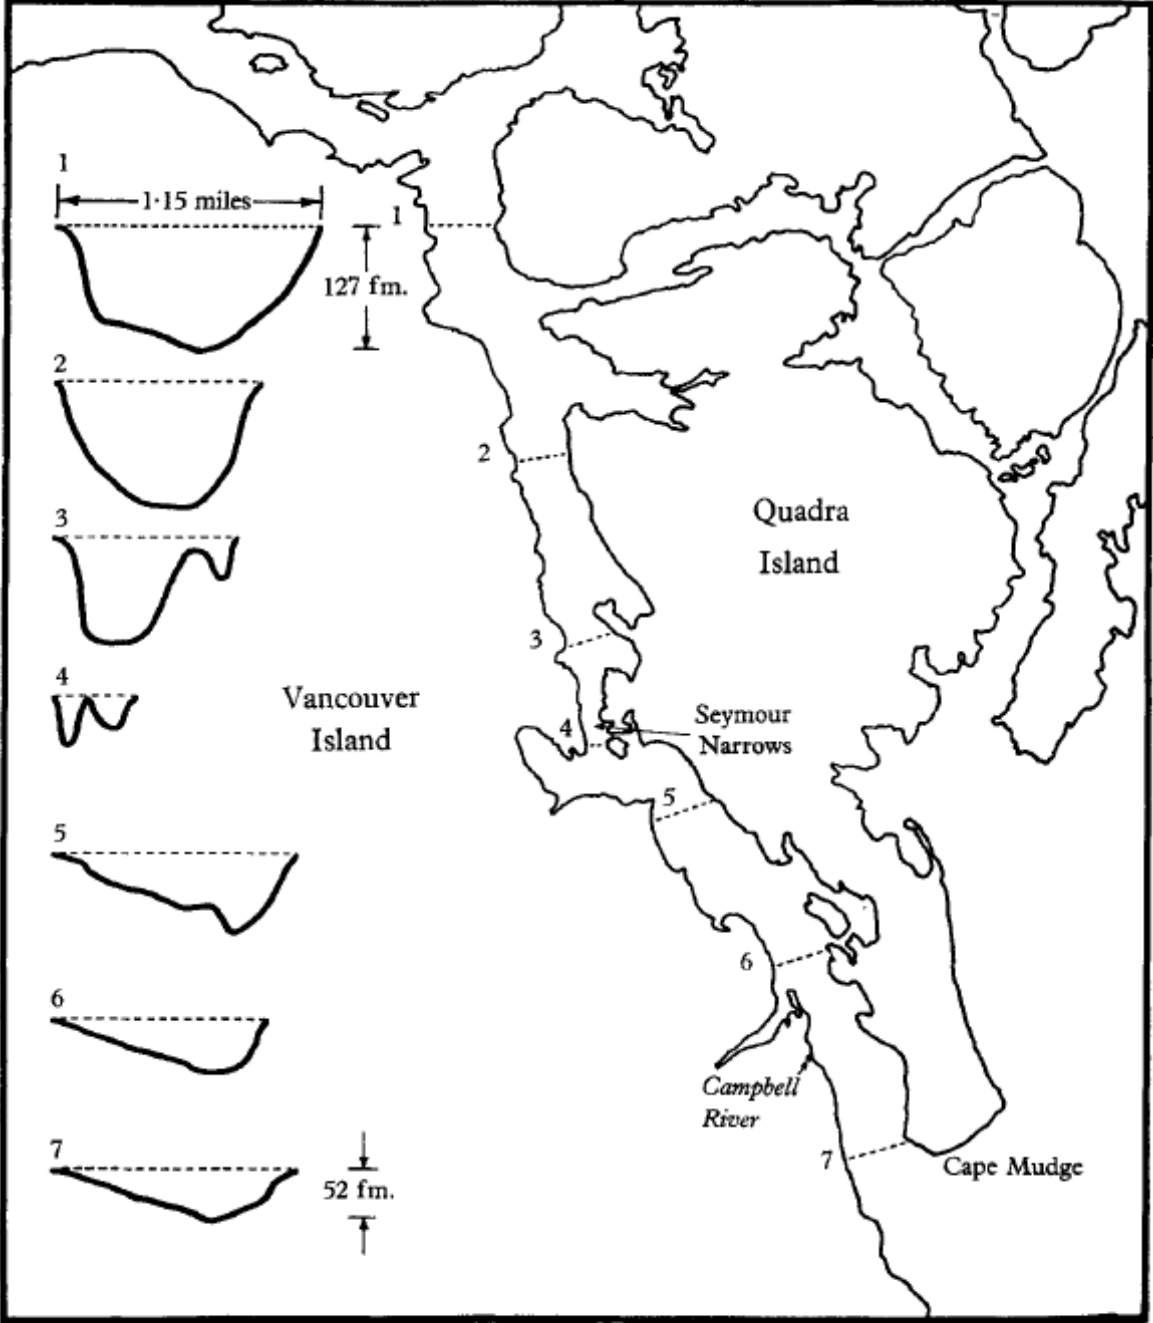 1
1·15 miles
1
127 fm.
2
2
Quadra
Island
3
3
4
Vancouver
Island
4
Seymour
Narrows
5
5
6
6
Campbell
River
7
52 fm.
7
Cape Mudge